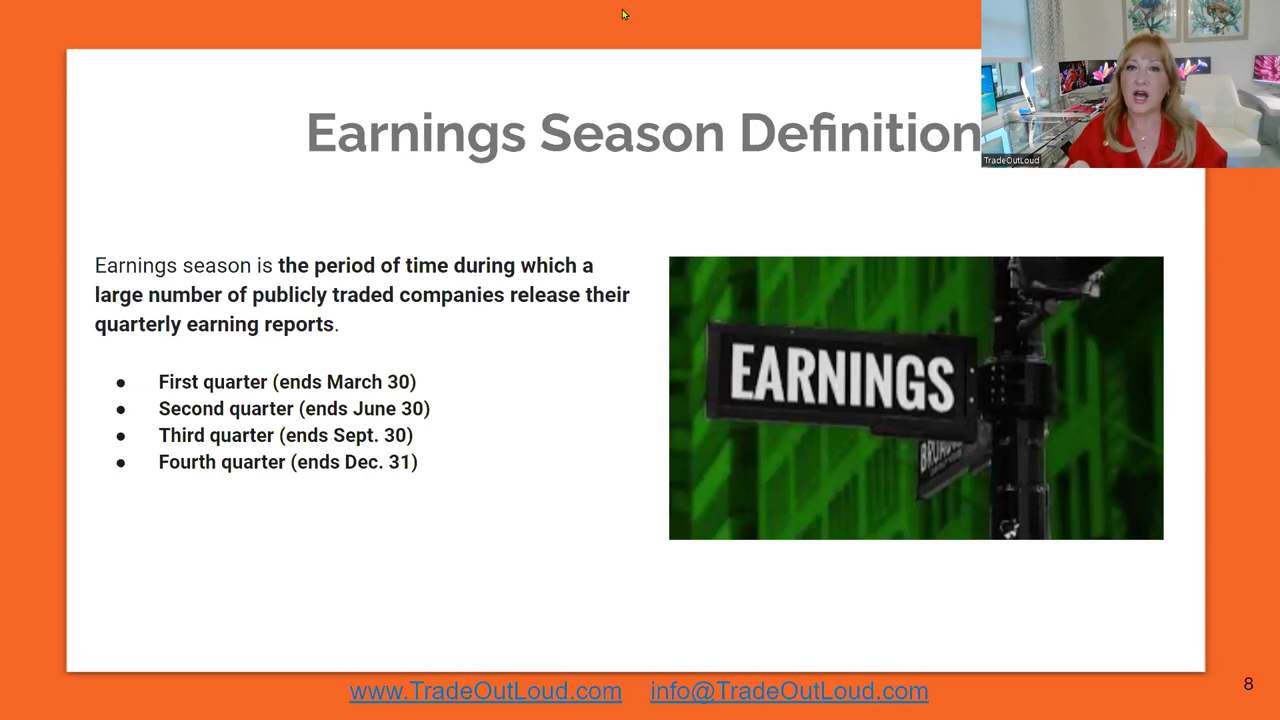 Earnings Season Definition
TradeOutLoud
Earnings season is the period of time during which a
large number of publicly traded companies release their
quarterly earning reports.
● First quarter (ends March 30)
● Second quarter (ends June 30)
● Third quarter (ends Sept. 30)
● Fourth quarter (ends Dec. 31)
EARNINGS
www.TradeOutLoud.com info@TradeOutLoud.com
8